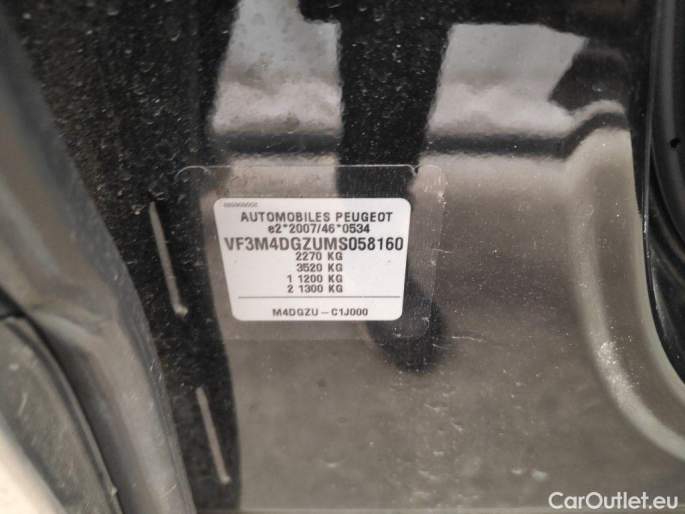 AUTOMOBILES PEUGEOT
e2*2007/46*0534
VF3M4DGZUMS058160
2270 KG
3520 KG
1 1200 KG
2 1300 KG
M4DGZU - C1J000
CarOutlet.eu